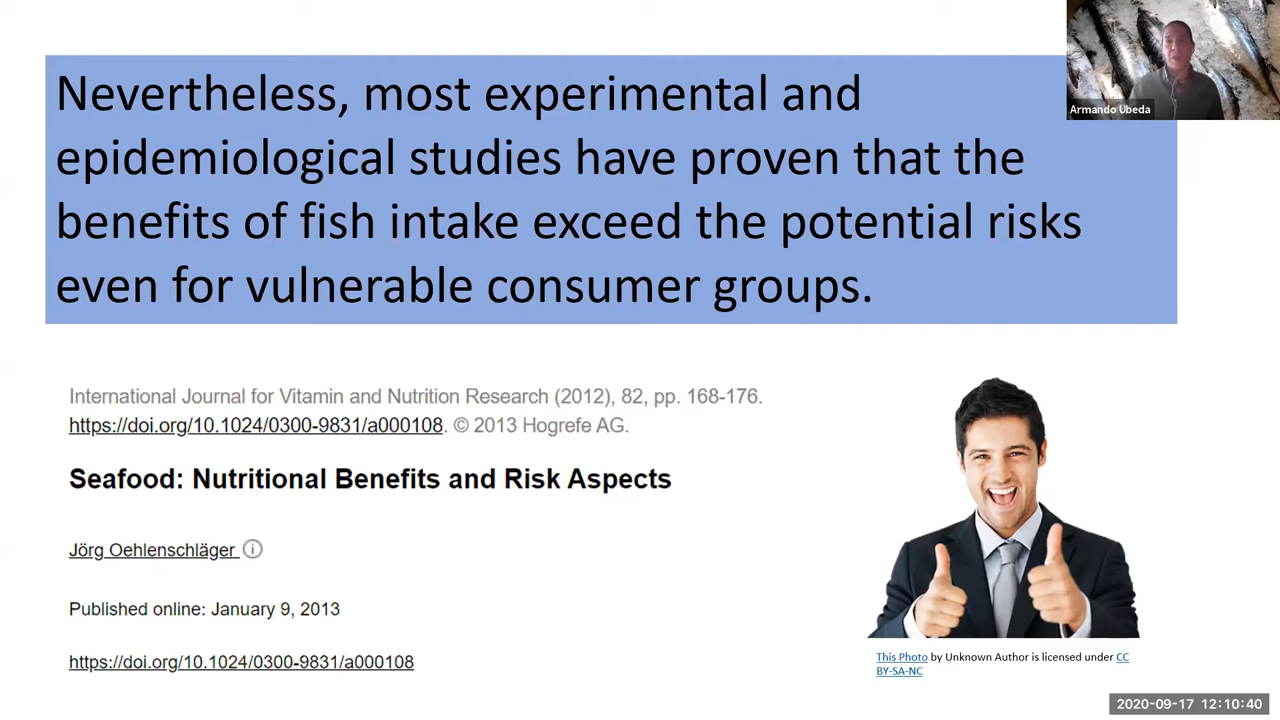 Nevertheless, most experimental and
epidemiological studies have proven that the
benefits of fish intake exceed the potential risks
even for vulnerable consumer groups.
Armando Ubeda
International Journal for Vitamin and Nutrition Research (2012), 82, pp. 168-176.
https://doi.org/10.1024/0300-9831/a000108. © 2013 Hogrefe AG.
Seafood: Nutritional Benefits and Risk Aspects
Jörg Oehlenschläger
Published online: January 9, 2013
https://doi.org/10.1024/0300-9831/a000108
This Photo by Unknown Author is licensed under CC
BY-SA-NC
2020-09-17 12:10:40